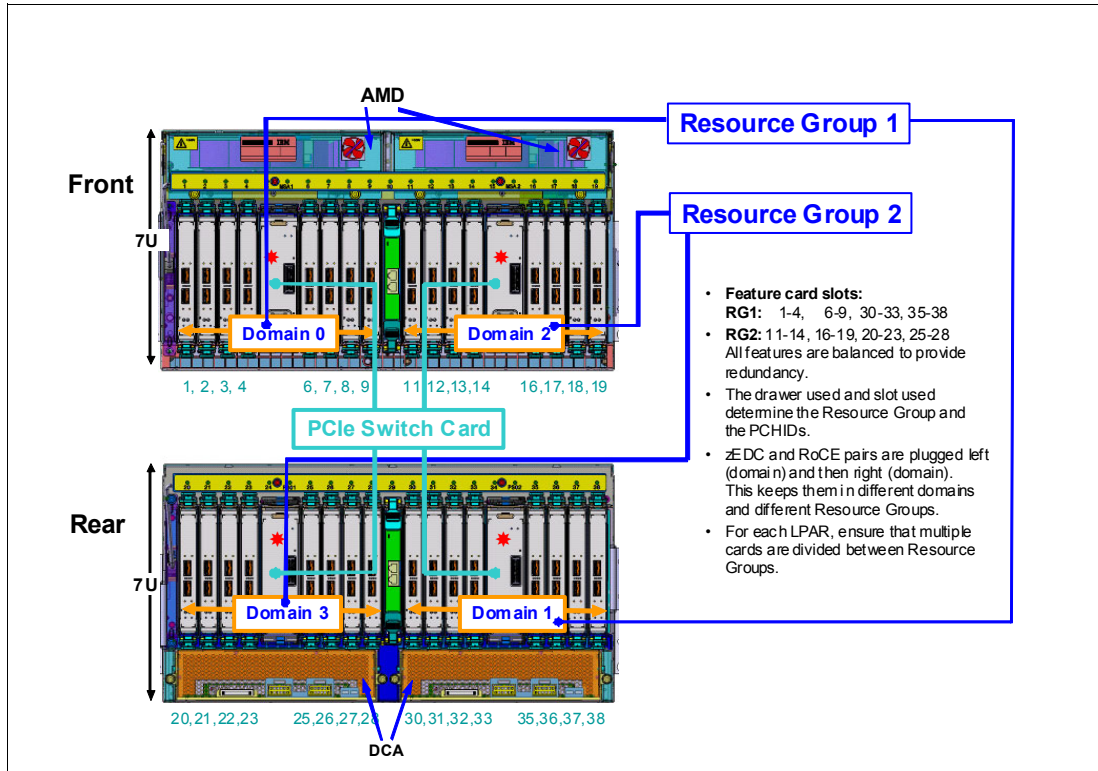 AMD
Resource Group 1
Front
Resource Group 2
7U
Domain 0
Domain 2
1, 2, 3, 4
6, 7, 8, 9
11,12,13,14
16,17,18,19
PCIe Switch Card
• Feature card slots:
RG1: 1-4, 6-9, 30-33, 35-38
• RG2: 11-14, 16-19, 20-23, 25-28
All features are balanced to provide
redundancy.
• The drawer used and slot used
determine the Resource Group and
the PCHIDs.
• zEDC and RoCE pairs are plugged left
(domain) and then right (domain).
This keeps them in different domains
and different Resource Groups.
• For each LPAR, ensure that multiple
cards are divided between Resource
Groups.
Rear
7U
Domain 3
Domain 1
20,21,22,23
25,26,27,28
30,31,32,33
35,36,37,38
DCA